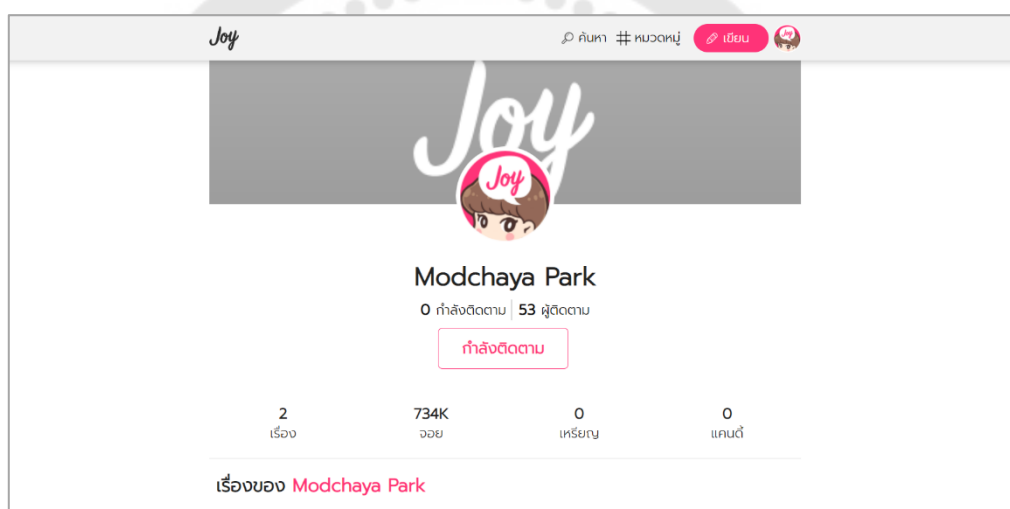 Joy
ค้นหา หมวดหมู่ เขียน Joy
Joy
Joy
Modchaya Park
0 กำลังติดตาม 53 ผู้ติดตาม
กำลังติดตาม
2 734K 0 0
เรื่อง จอย เหรียญ แคนดี้
เรื่องของ Modchaya Park